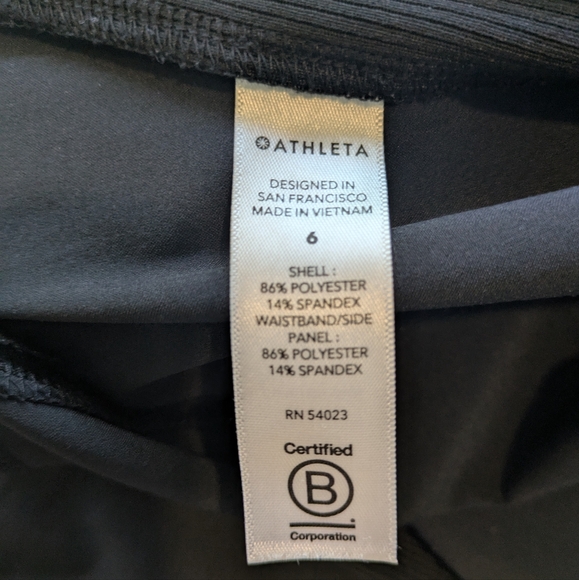 ATHLETA
DESIGNED IN
SAN FRANCISCO
MADE IN VIETNAM
6
SHELL :
86% POLYESTER
14% SPANDEX
WAISTBAND/SIDE
PANEL :
86% POLYESTER
14% SPANDEX
RN 54023
Certified
B
Corporation